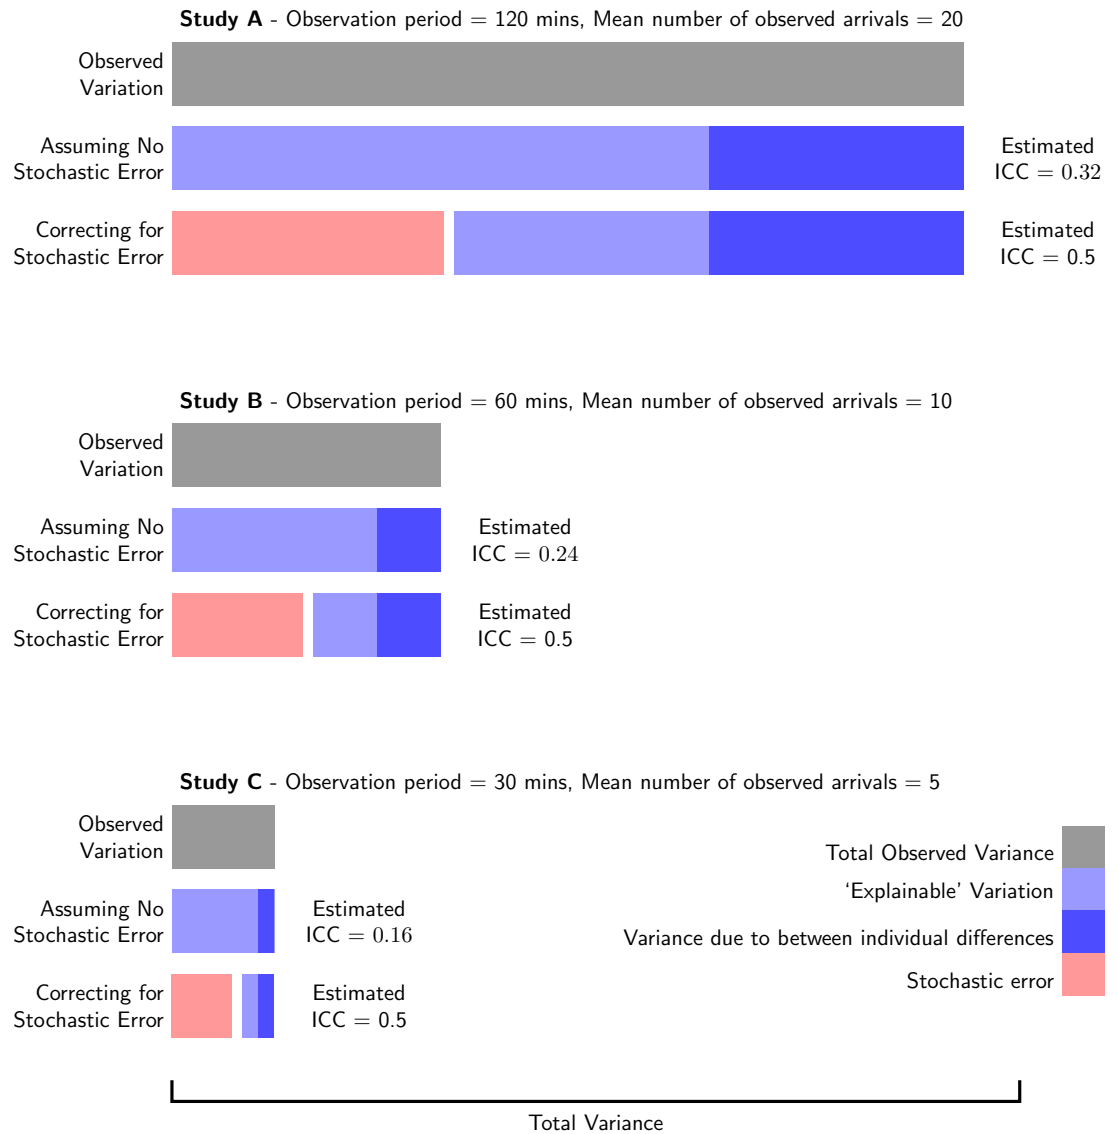 Study A - Observation period = 120 mins, Mean number of observed arrivals = 20
Observed
Variation
Assuming No
Stochastic Error
Estimated
ICC = 0.32
Correcting for
Stochastic Error
Estimated
ICC = 0.5
Study B - Observation period = 60 mins, Mean number of observed arrivals = 10
Observed
Variation
Assuming No
Stochastic Error
Estimated
ICC = 0.24
Correcting for
Stochastic Error
Estimated
ICC = 0.5
Study C - Observation period = 30 mins, Mean number of observed arrivals = 5
Observed
Variation
Assuming No
Stochastic Error
Estimated
ICC = 0.16
Correcting for
Stochastic Error
Estimated
ICC = 0.5
Total Observed Variance
‘Explainable’ Variation
Variance due to between individual differences
Stochastic error
Total Variance